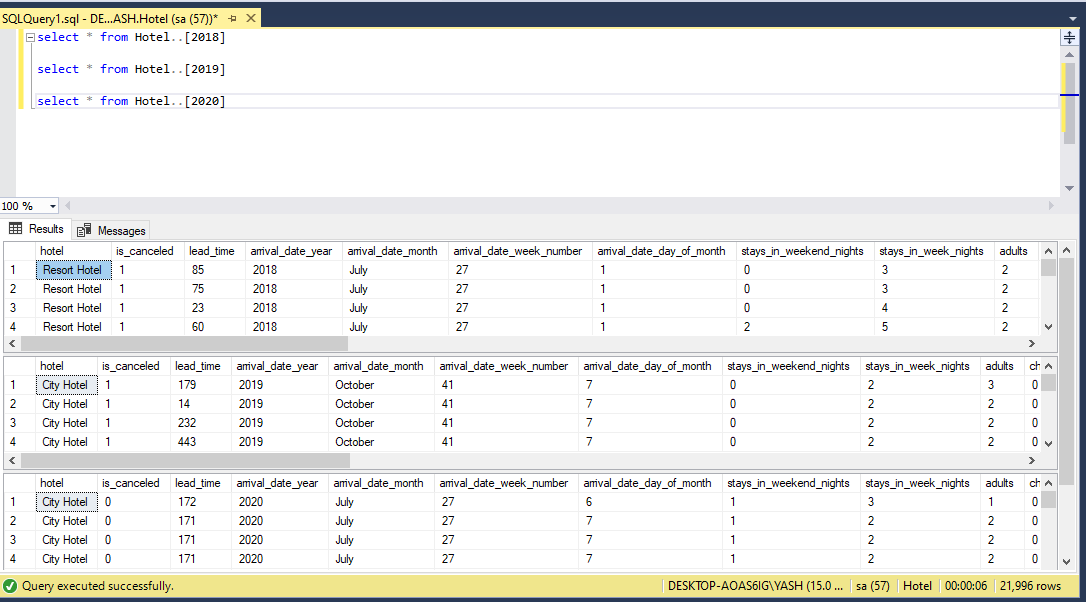 SQLQuery1.sql - DE...ASH.Hotel (sa (57))*
select * from Hotel..[2018]
select * from Hotel..[2019]
select * from Hotel..[2020]
100 %
Results Messages
hotel is_canceled lead_time arrival_date_year arrival_date_month arrival_date_week_number arrival_date_day_of_month stays_in_weekend_nights stays_in_week_nights adults
1 Resort Hotel 1 85 2018 July 27 1 0 3 2
2 Resort Hotel 1 75 2018 July 27 1 0 3 2
3 Resort Hotel 1 23 2018 July 27 1 0 4 2
4 Resort Hotel 1 60 2018 July 27 1 2 5 2
hotel is_canceled lead_time arrival_date_year arrival_date_month arrival_date_week_number arrival_date_day_of_month stays_in_weekend_nights stays_in_week_nights adults ch
1 City Hotel 1 179 2019 October 41 7 0 2 3 0
2 City Hotel 1 14 2019 October 41 7 0 2 2 0
3 City Hotel 1 232 2019 October 41 7 0 2 2 0
4 City Hotel 1 443 2019 October 41 7 0 2 2 0
hotel is_canceled lead_time arrival_date_year arrival_date_month arrival_date_week_number arrival_date_day_of_month stays_in_weekend_nights stays_in_week_nights adults ch
1 City Hotel 0 172 2020 July 27 6 1 3 1 0
2 City Hotel 0 171 2020 July 27 7 1 2 2 0
3 City Hotel 0 171 2020 July 27 7 1 2 2 0
4 City Hotel 0 171 2020 July 27 7 1 2 2 0
Query executed successfully. DESKTOP-AOAS6IG\YASH (15.0 ... sa (57) Hotel 00:00:06 21,996 rows